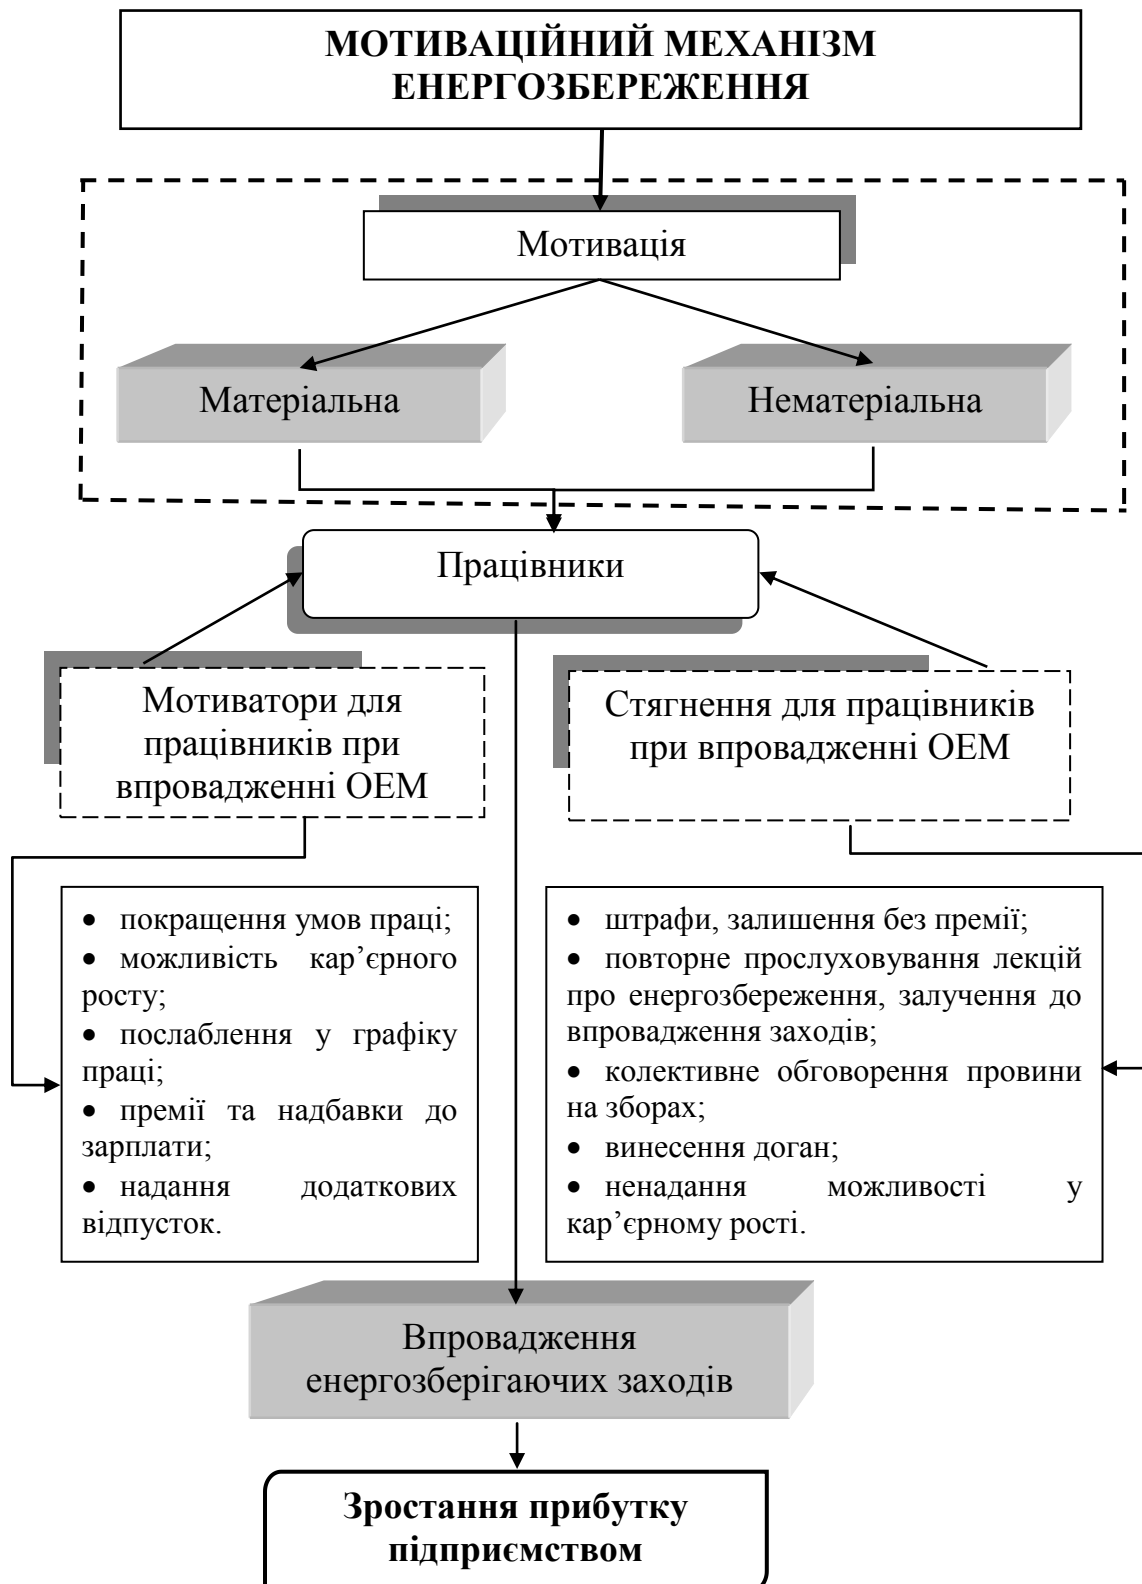 МОТИВАЦІЙНИЙ МЕХАНІЗМ
ЕНЕРГОЗБЕРЕЖЕННЯ
Мотивація
Матеріальна
Нематеріальна
Працівники
Мотиватори для
працівників при
впровадженні ОЕМ
Стягнення для працівників
при впровадженні ОЕМ
• покращення умов праці;
• можливість кар’єрного
росту;
• послаблення у графіку
праці;
• премії та надбавки до
зарплати;
• надання додаткових
відпусток.
• штрафи, залишення без премії;
• повторне прослуховування лекцій
про енергозбереження, залучення до
впровадження заходів;
• колективне обговорення провини
на зборах;
• винесення доган;
• ненадання можливості у
кар’єрному рості.
Впровадження
енергозберігаючих заходів
Зростання прибутку
підприємством